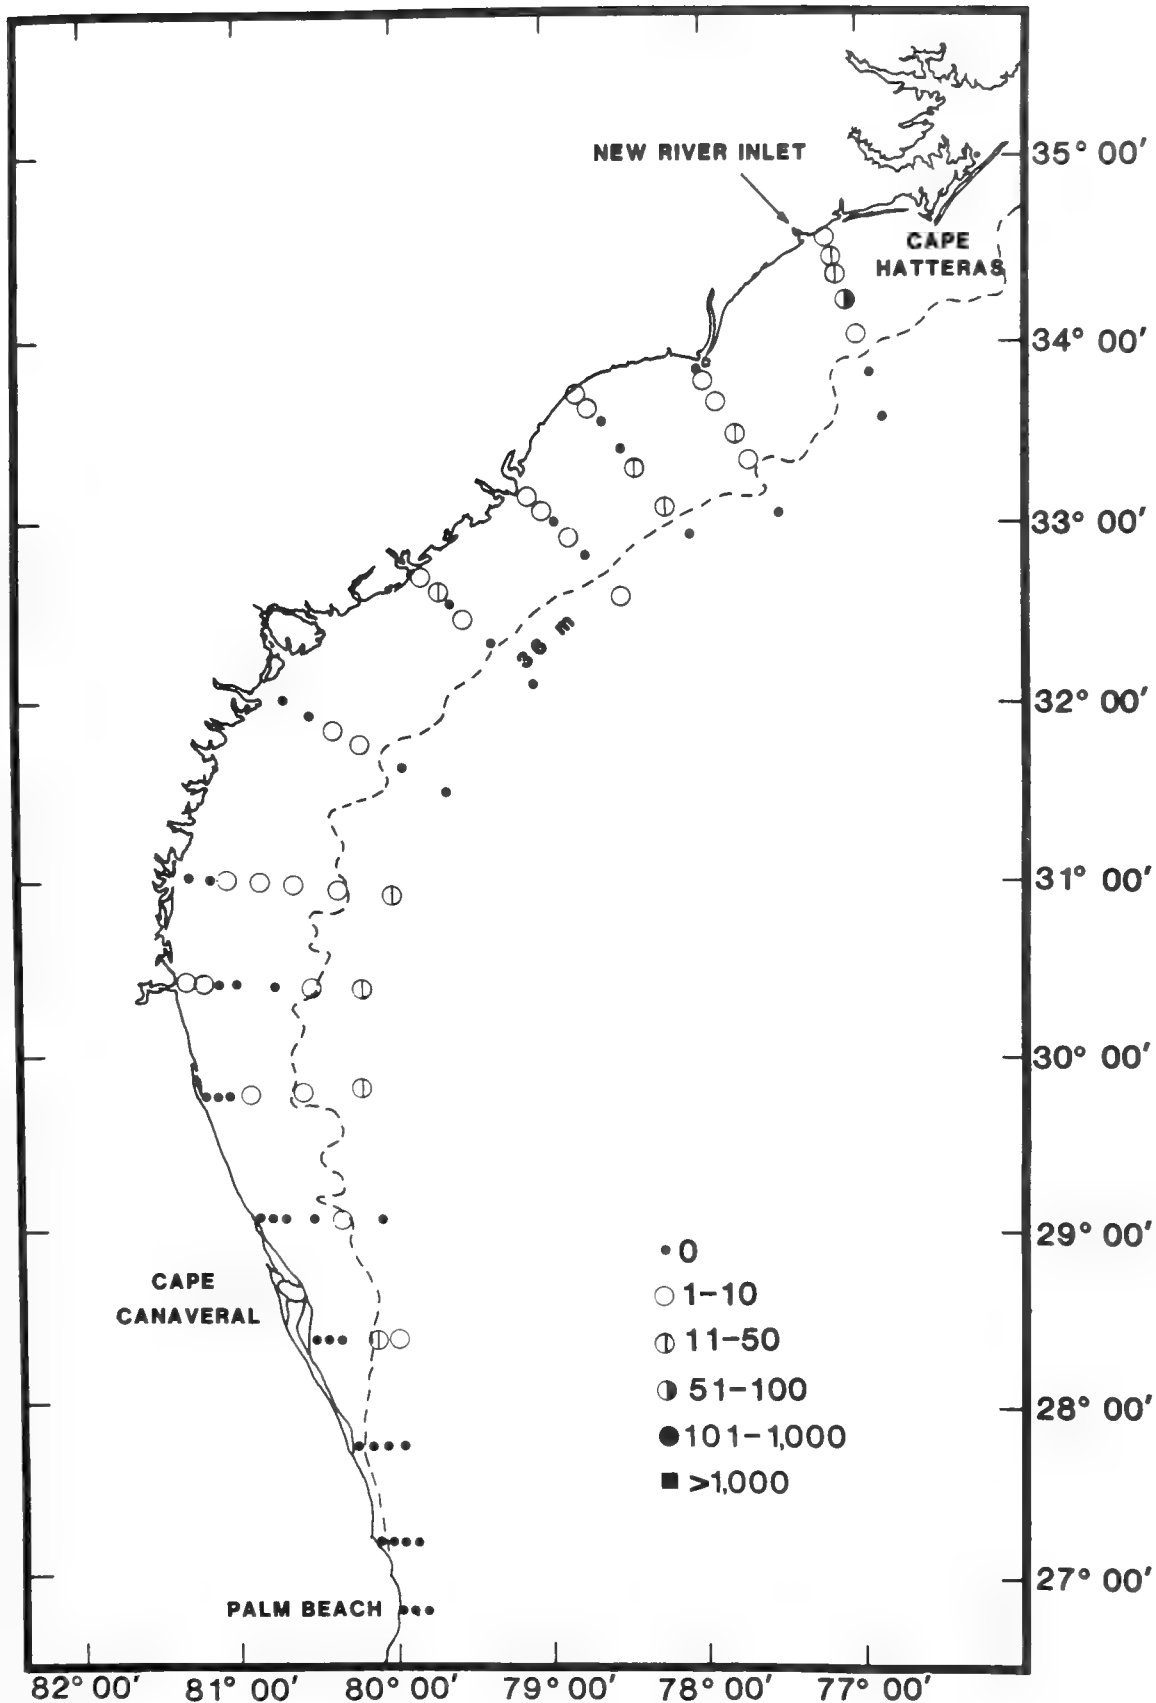 NEW RIVER INLET
35° 00'
CAPE
HATTERAS
34° 00'
33° 00'
36 m
32° 00'
31° 00'
30° 00'
29° 00'
0
CAPE
CANAVERAL
1-10
11-50
51-100
28° 00'
101-1,000
>1,000
27° 00'
PALM BEACH
82° 00' 81° 00' 80° 00' 79° 00' 78° 00' 77° 00'